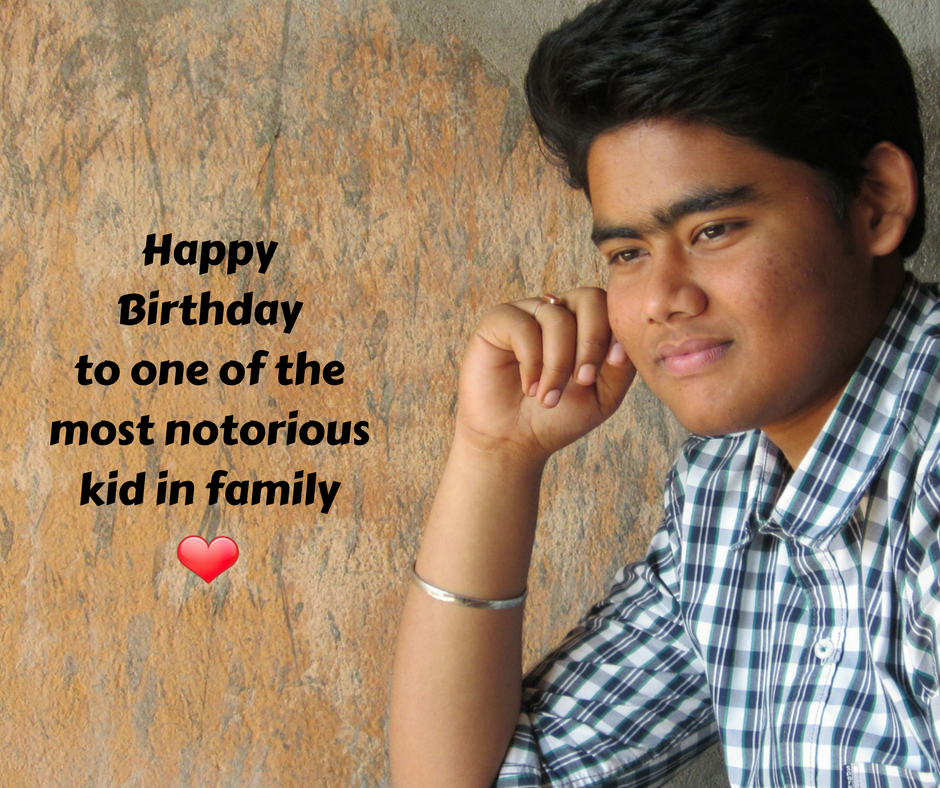 Happy
Birthday
to one of the
most notorious
kid in family